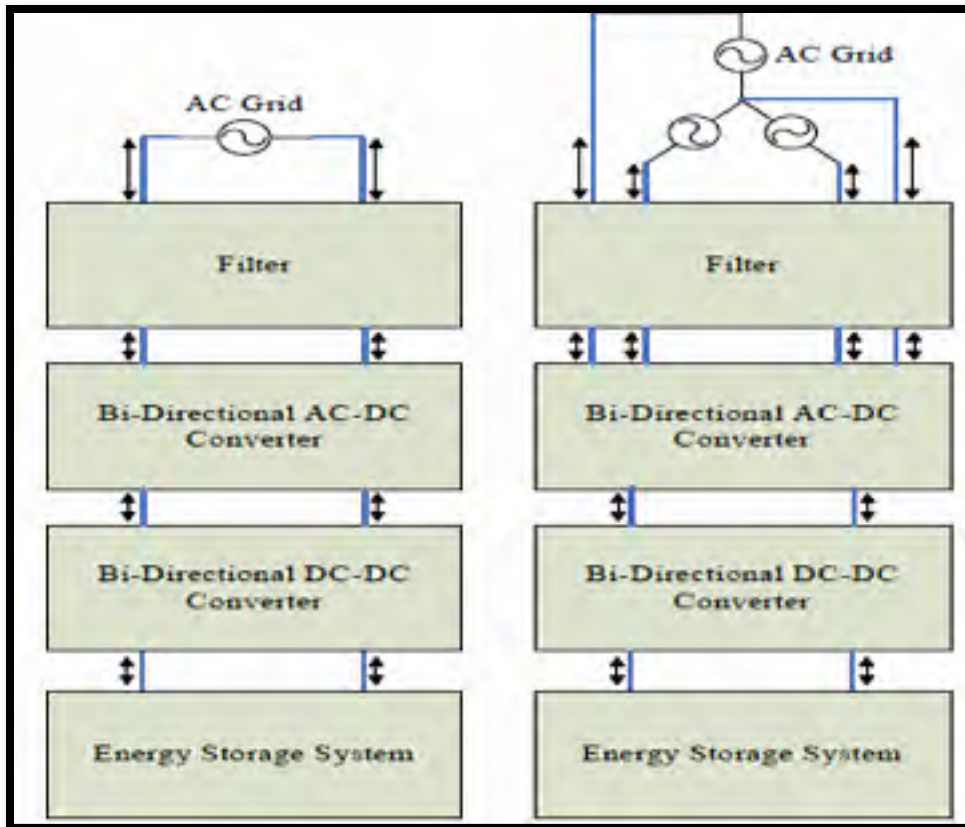 AC Grid
Filter
Bi-Directional AC-DC
Converter
Bi-Directional DC-DC
Converter
Energy Storage System
AC Grid
Filter
Bi-Directional AC-DC
Converter
Bi-Directional DC-DC
Converter
Energy Storage System